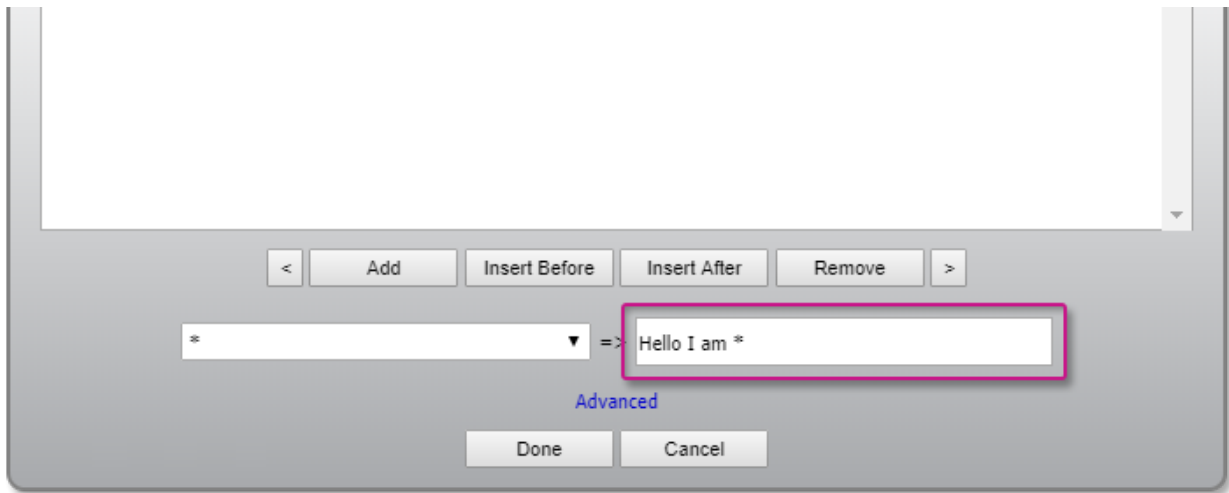 < Add Insert Before Insert After Remove >
* ▼ => Hello I am *
Advanced
Done Cancel